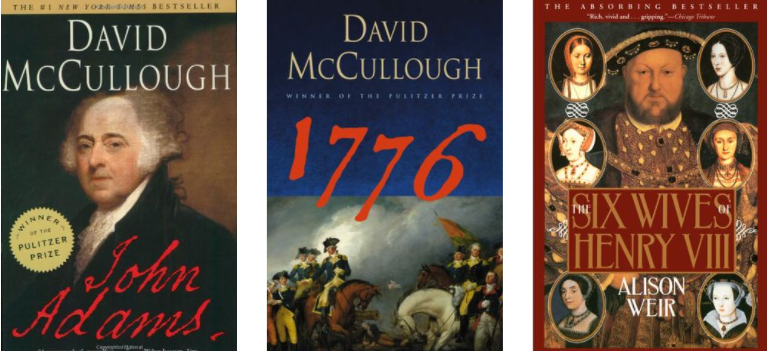 THE #1 NEW YORK TIMES BESTSELLER
DAVID
MCCULLOUGH
WINNER
OF THE
PULITZER
PRIZE
John
Adams.
DAVID
MCCULLOUGH
WINNER OF THE PULITZER PRIZE
1776
THE ABSORBING BESTSELLER
"Rich, vivid and . . . gripping."—Chicago Tribune
THE SIX WIVES OF
HENRY VIII
ALISON
WEIR